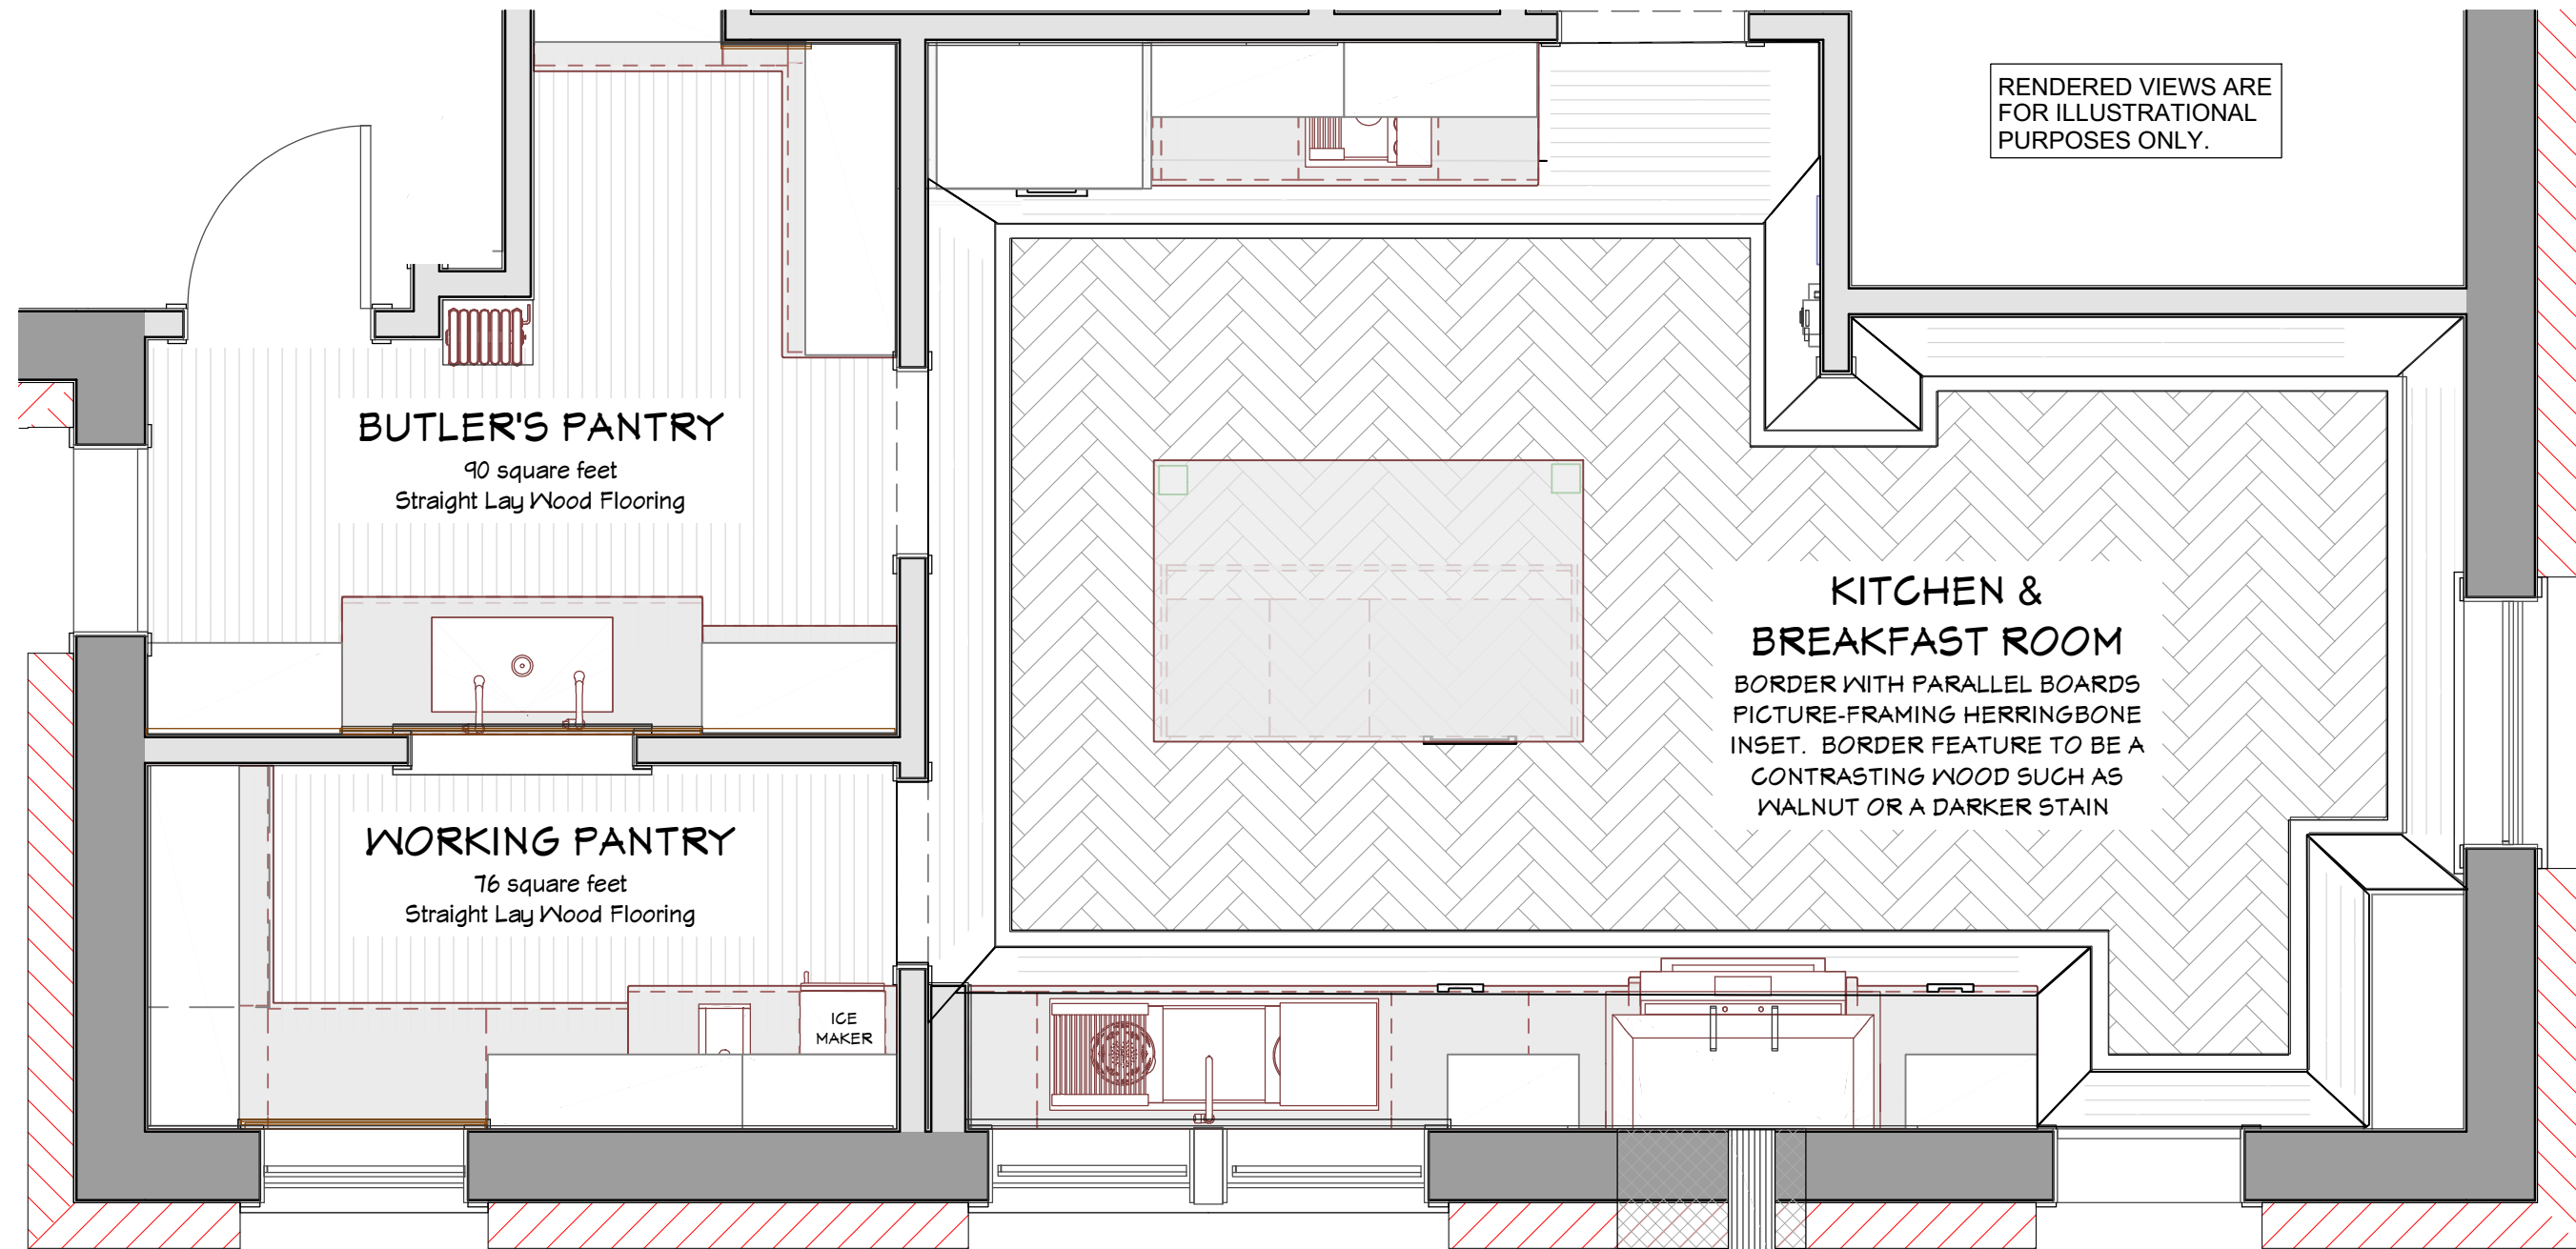 RENDERED VIEWS ARE
FOR ILLUSTRATIONAL
PURPOSES ONLY.
BUTLER'S PANTRY
90 square feet
Straight Lay Wood Flooring
KITCHEN &
BREAKFAST ROOM
BORDER WITH PARALLEL BOARDS
PICTURE-FRAMING HERRINGBONE
INSET. BORDER FEATURE TO BE A
CONTRASTING WOOD SUCH AS
WALNUT OR A DARKER STAIN
WORKING PANTRY
76 square feet
Straight Lay Wood Flooring
ICE
MAKER